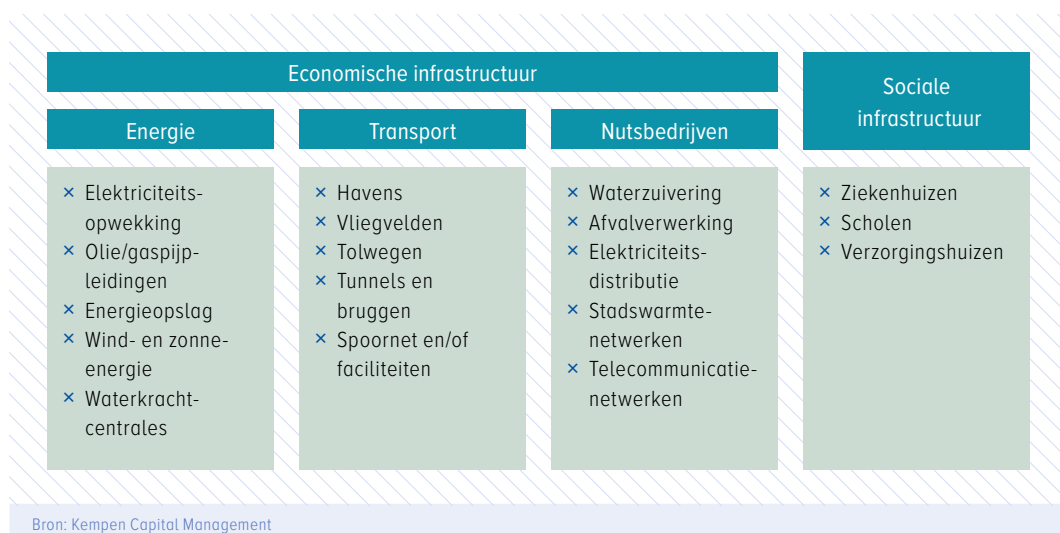 Economische infrastructuur
Sociale
infrastructuur
Energie
Transport
Nutsbedrijven
× Elektriciteits-
opwekking
× Olie/gaspijp-
leidingen
× Energieopslag
× Wind- en zonne-
energie
× Waterkracht-
centrales
× Havens
× Vliegvelden
× Tolwegen
× Tunnels en
bruggen
× Spoornet en/of
faciliteiten
× Waterzuivering
× Afvalverwerking
× Elektriciteits-
distributie
× Stadswarmte-
netwerken
× Telecommunicatie-
netwerken
× Ziekenhuizen
× Scholen
× Verzorgingshuizen
Bron: Kempen Capital Management